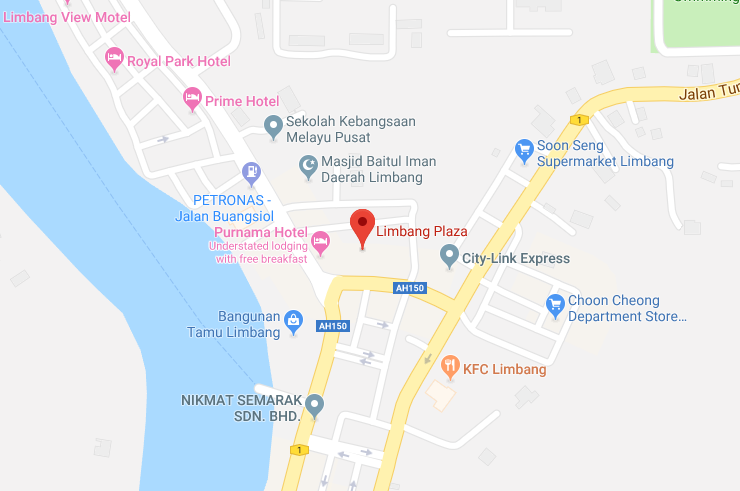 Limbang View Motel
Royal Park Hotel
Prime Hotel
Jalan Tu
1
Sekolah Kebangsaan
Melayu Pusat
Soon Seng
Supermarket Limbang
Masjid Baitul Iman
Daerah Limbang
PETRONAS -
Jalan Buangsiol
Purnama Hotel
Understated lodging
with free breakfast
Limbang Plaza
City-Link Express
AH150
Choon Cheong
Department Store...
Bangunan
Tamu Limbang
AH150
KFC Limbang
NIKMAT SEMARAK
SDN. BHD.
1